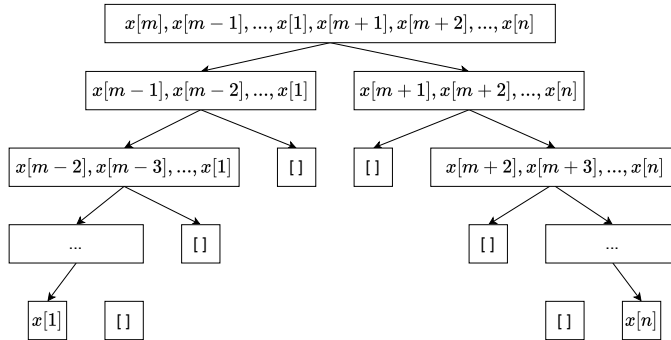 x[m], x[m − 1], ..., x[1], x[m + 1], x[m + 2], ..., x[n]
x[m − 1], x[m − 2], ..., x[1]
x[m + 1], x[m + 2], ..., x[n]
x[m − 2], x[m − 3], ..., x[1]
[ ]
[ ]
x[m + 2], x[m + 3], ..., x[n]
...
[ ]
[ ]
...
x[1]
[ ]
[ ]
x[n]